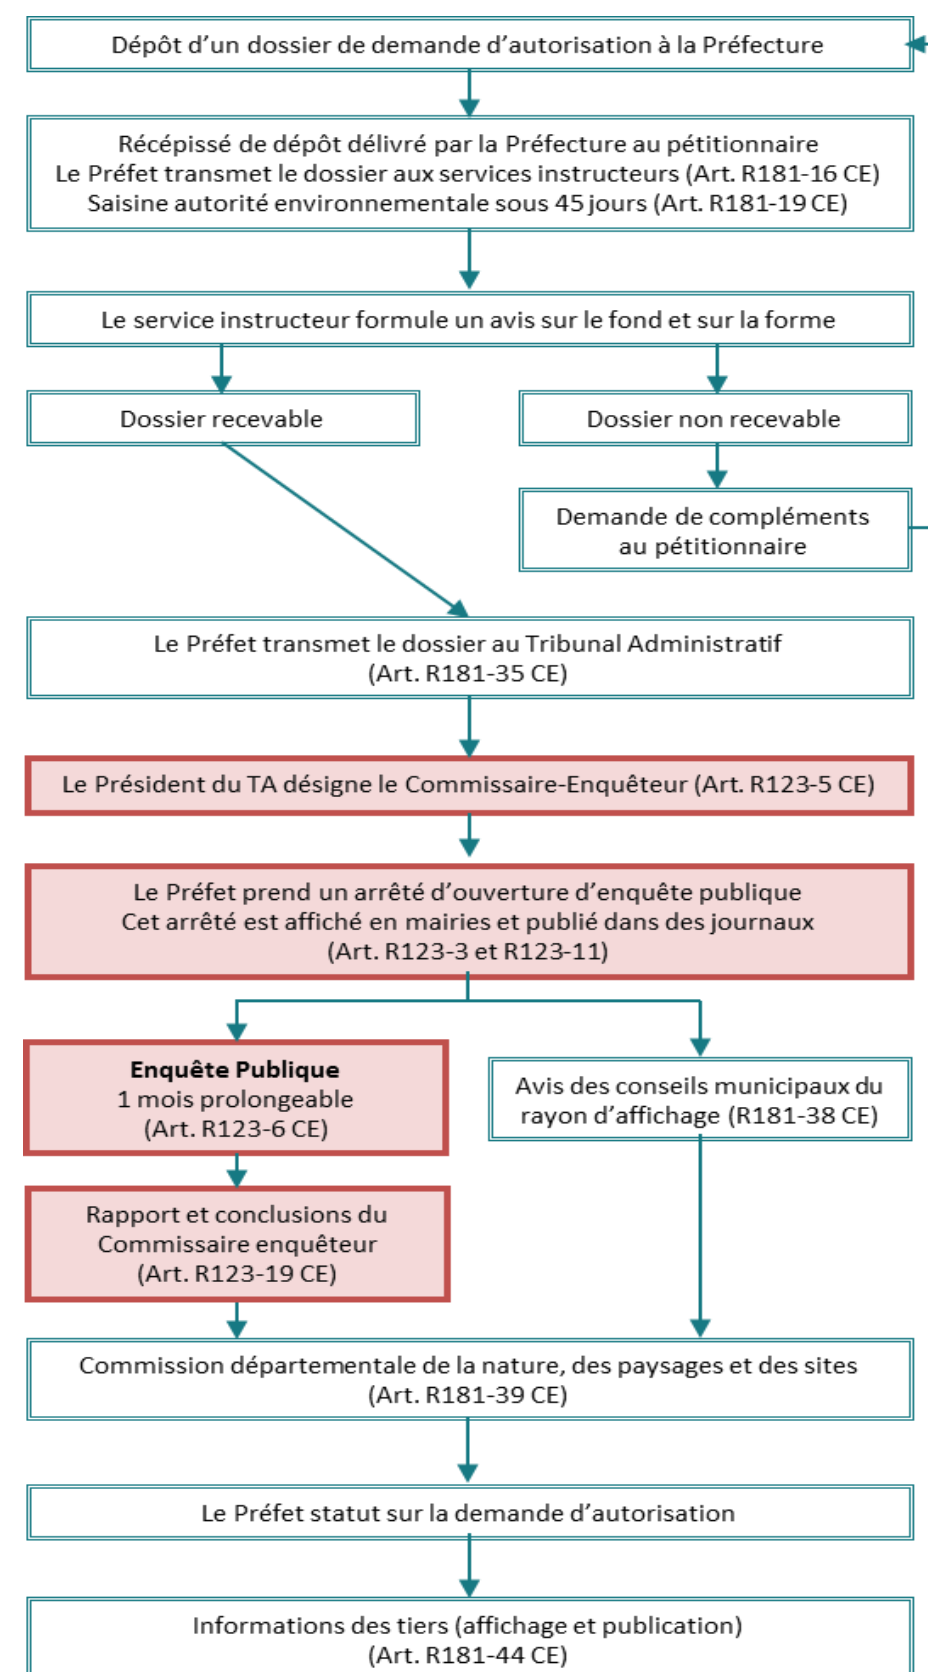 Dépôt d'un dossier de demande d'autorisation à la Préfecture
Récépissé de dépôt délivré par la Préfecture au pétitionnaire
Le Préfet transmet le dossier aux services instructeurs (Art. R181-16 CE)
Saisine autorité environnementale sous 45 jours (Art. R181-19 CE)
Le service instructeur formule un avis sur le fond et sur la forme
Dossier recevable
Dossier non recevable
Demande de compléments
au pétitionnaire
Le Préfet transmet le dossier au Tribunal Administratif
(Art. R181-35 CE)
Le Président du TA désigne le Commissaire-Enquêteur (Art. R123-5 CE)
Le Préfet prend un arrêté d'ouverture d'enquête publique
Cet arrêté est affiché en mairies et publié dans des journaux
(Art. R123-3 et R123-11)
Enquête Publique
1 mois prolongeable
(Art. R123-6 CE)
Avis des conseils municipaux du
rayon d'affichage (R181-38 CE)
Rapport et conclusions du
Commissaire enquêteur
(Art. R123-19 CE)
Commission départementale de la nature, des paysages et des sites
(Art. R181-39 CE)
Le Préfet statut sur la demande d'autorisation
Informations des tiers (affichage et publication)
(Art. R181-44 CE)